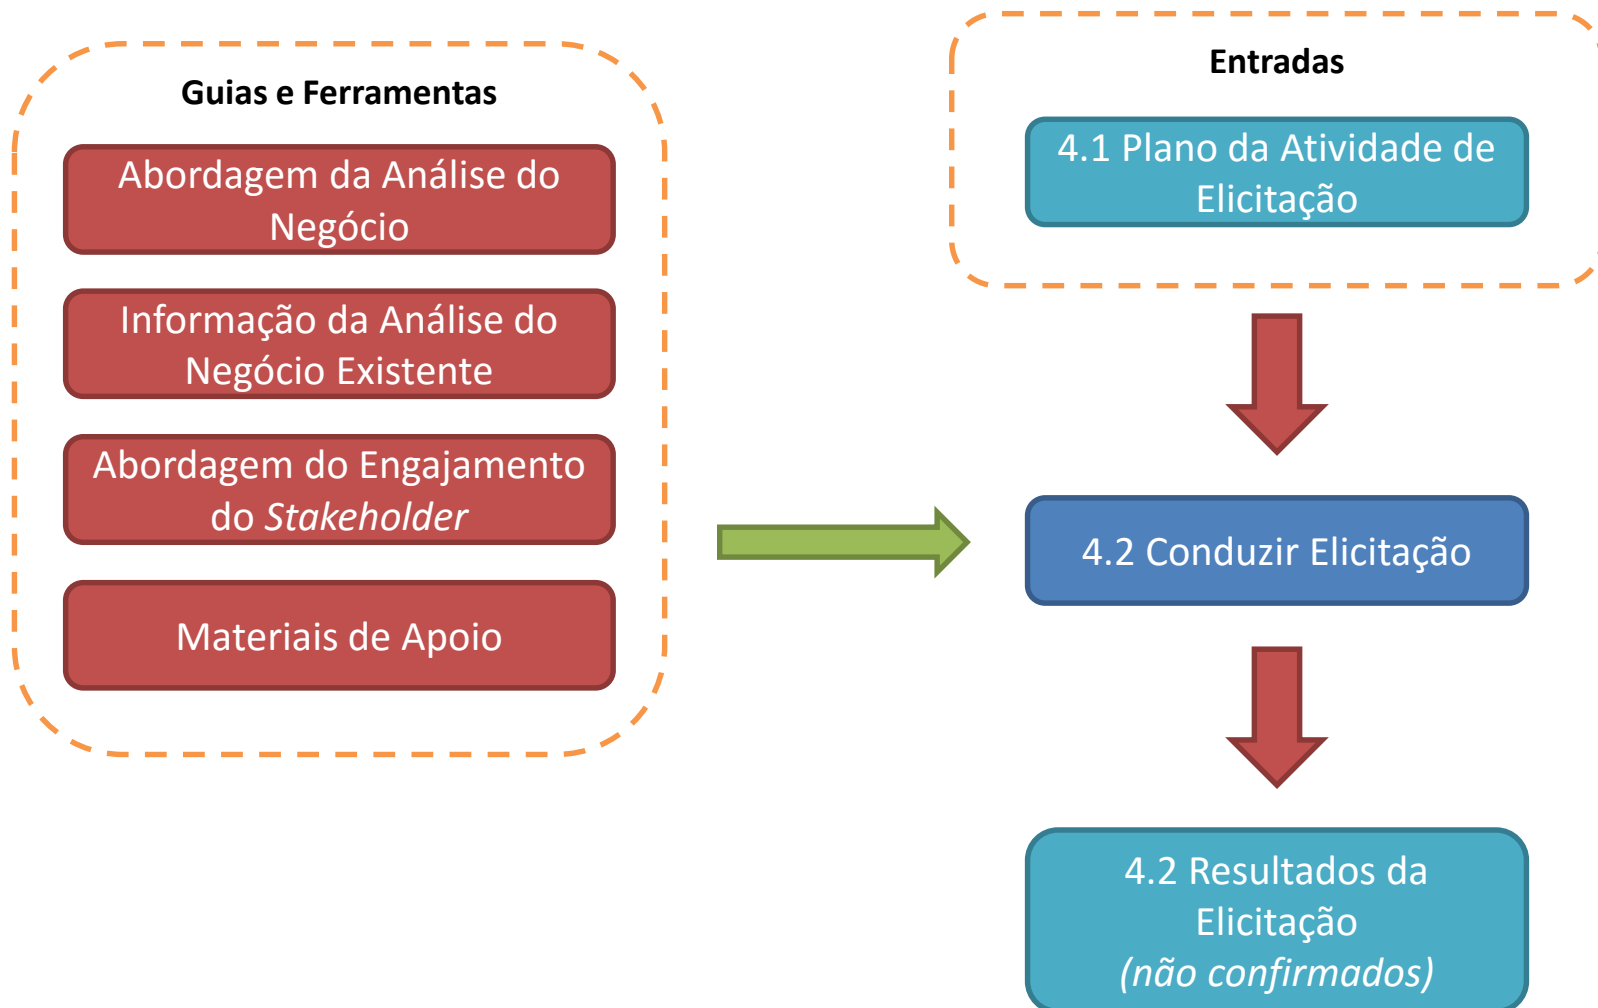 Guias e Ferramentas
Abordagem da Análise do
Negócio
Informação da Análise do
Negócio Existente
Abordagem do Engajamento
do Stakeholder
Materiais de Apoio
Entradas
4.1 Plano da Atividade de
Elicitação
4.2 Conduzir Elicitação
4.2 Resultados da
Elicitação
(não confirmados)